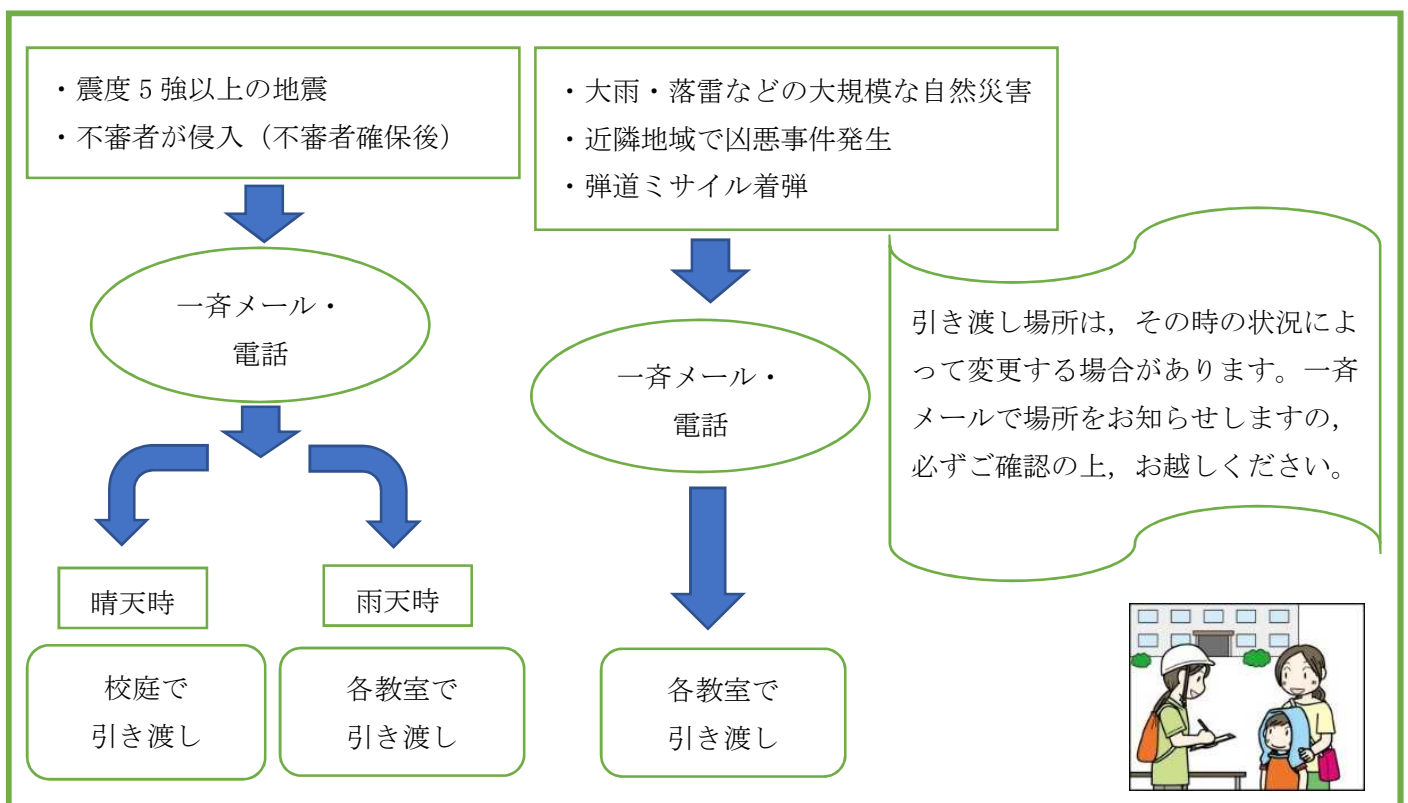 ・震度 5 強以上の地震
・不審者が侵入（不審者確保後）
・大雨・落雷などの大規模な自然災害
・近隣地域で凶悪事件発生
・弾道ミサイル着弾
一斉メール・
電話
一斉メール・
電話
引き渡し場所は，その時の状況によ
って変更する場合があります。一斉
メールで場所をお知らせしますの，
必ずご確認の上，お越しください。
晴天時
雨天時
校庭で
引き渡し
各教室で
引き渡し
各教室で
引き渡し